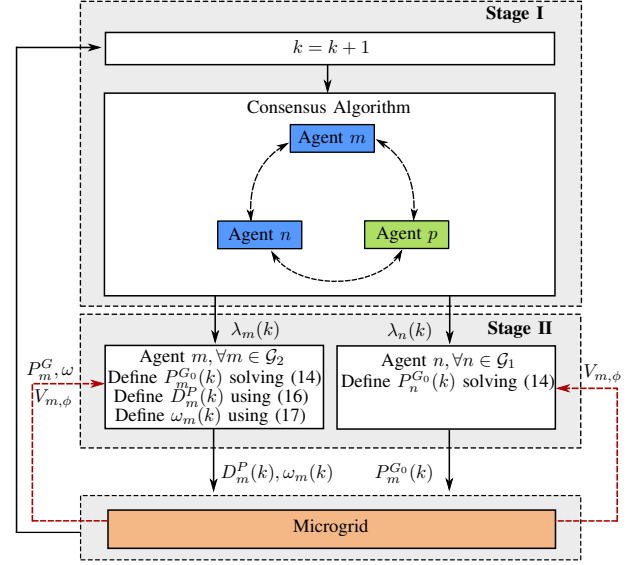 Stage I
k = k + 1
Consensus Algorithm
Agent m
Agent n
Agent p
λ_m(k)
λ_n(k)
Stage II
P_m^G, ω
V_{m,ϕ}
Agent m, ∀m ∈ 𝒢_2
Define P_m^{G_0}(k) solving (14)
Define D_m^P(k) using (16)
Define ω_m(k) using (17)
Agent n, ∀n ∈ 𝒢_1
Define P_n^{G_0}(k) solving (14)
V_{m,ϕ}
D_m^P(k), ω_m(k)
P_m^{G_0}(k)
Microgrid